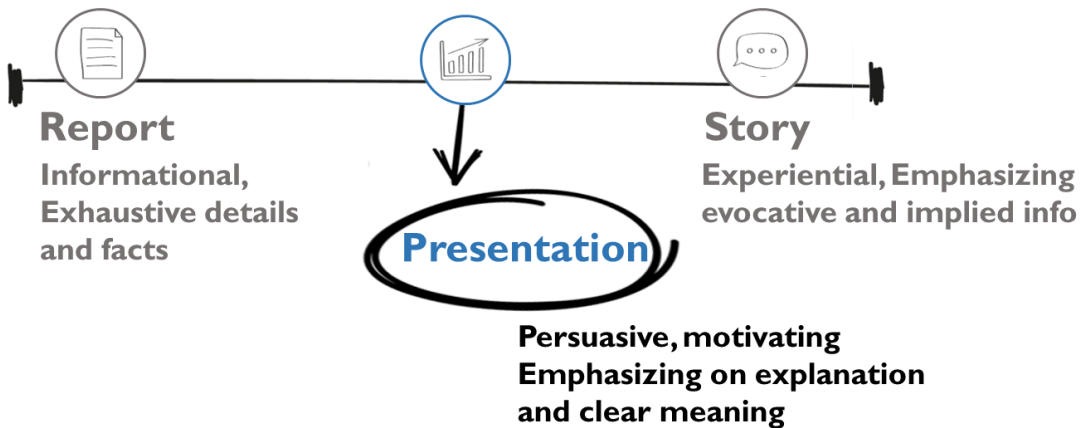 Report
Informational,
Exhaustive details
and facts
Presentation
Persuasive, motivating
Emphasizing on explanation
and clear meaning
Story
Experiential, Emphasizing
evocative and implied info